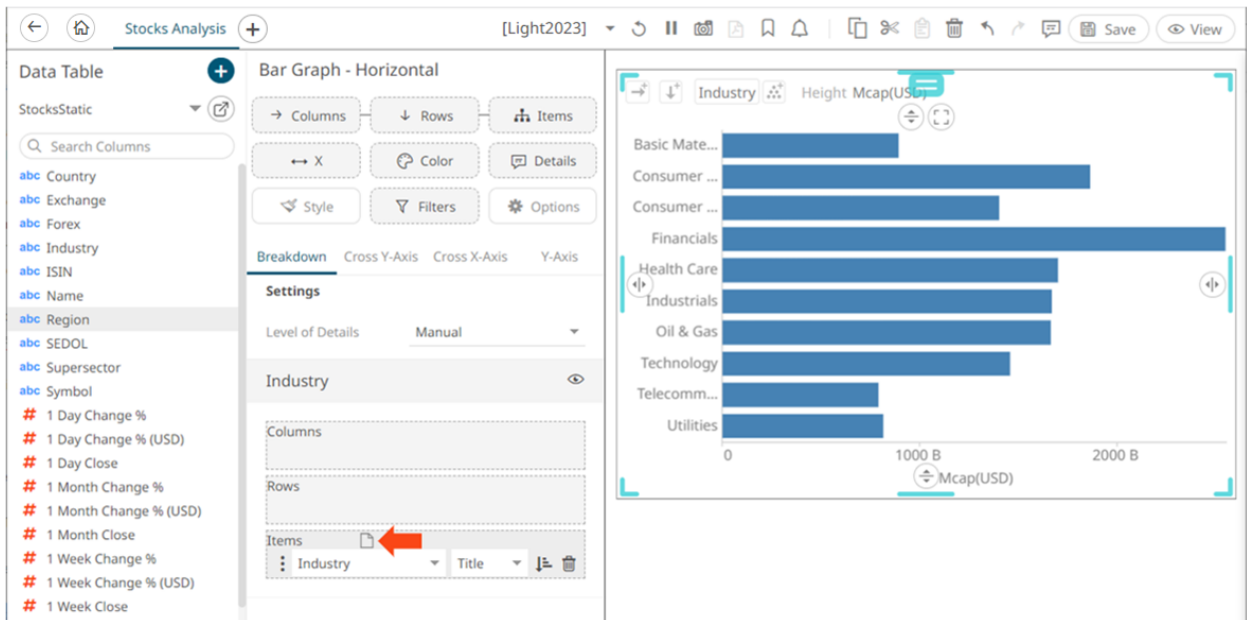 Stocks Analysis
[Light2023]
Save
View
Data Table
StocksStatic
Search Columns
abc Country
abc Exchange
abc Forex
abc Industry
abc ISIN
abc Name
abc Region
abc SEDOL
abc Supersector
abc Symbol
# 1 Day Change %
# 1 Day Change % (USD)
# 1 Day Close
# 1 Month Change %
# 1 Month Change % (USD)
# 1 Month Close
# 1 Week Change %
# 1 Week Change % (USD)
# 1 Week Close
Bar Graph - Horizontal
Columns Rows Items
X Color Details
Style Filters Options
Breakdown Cross Y-Axis Cross X-Axis Y-Axis
Settings
Level of Details Manual
Industry
Columns
Rows
Items
Industry Title
Industry Height Mcap(USD)
Basic Mate...
Consumer ...
Consumer ...
Financials
Health Care
Industrials
Oil & Gas
Technology
Telecomm...
Utilities
0 1000 B 2000 B
Mcap(USD)